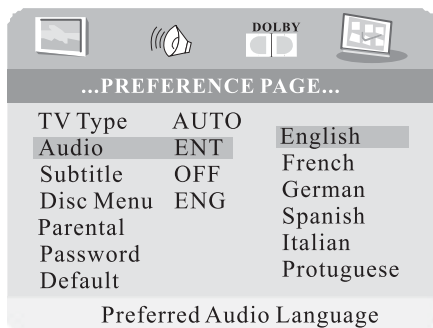 DOLBY
...PREFERENCE PAGE...
TV Type AUTO
Audio ENT
Subtitle OFF
Disc Menu ENG
Parental
Password
Default
English
French
German
Spanish
Italian
Protuguese
Preferred Audio Language